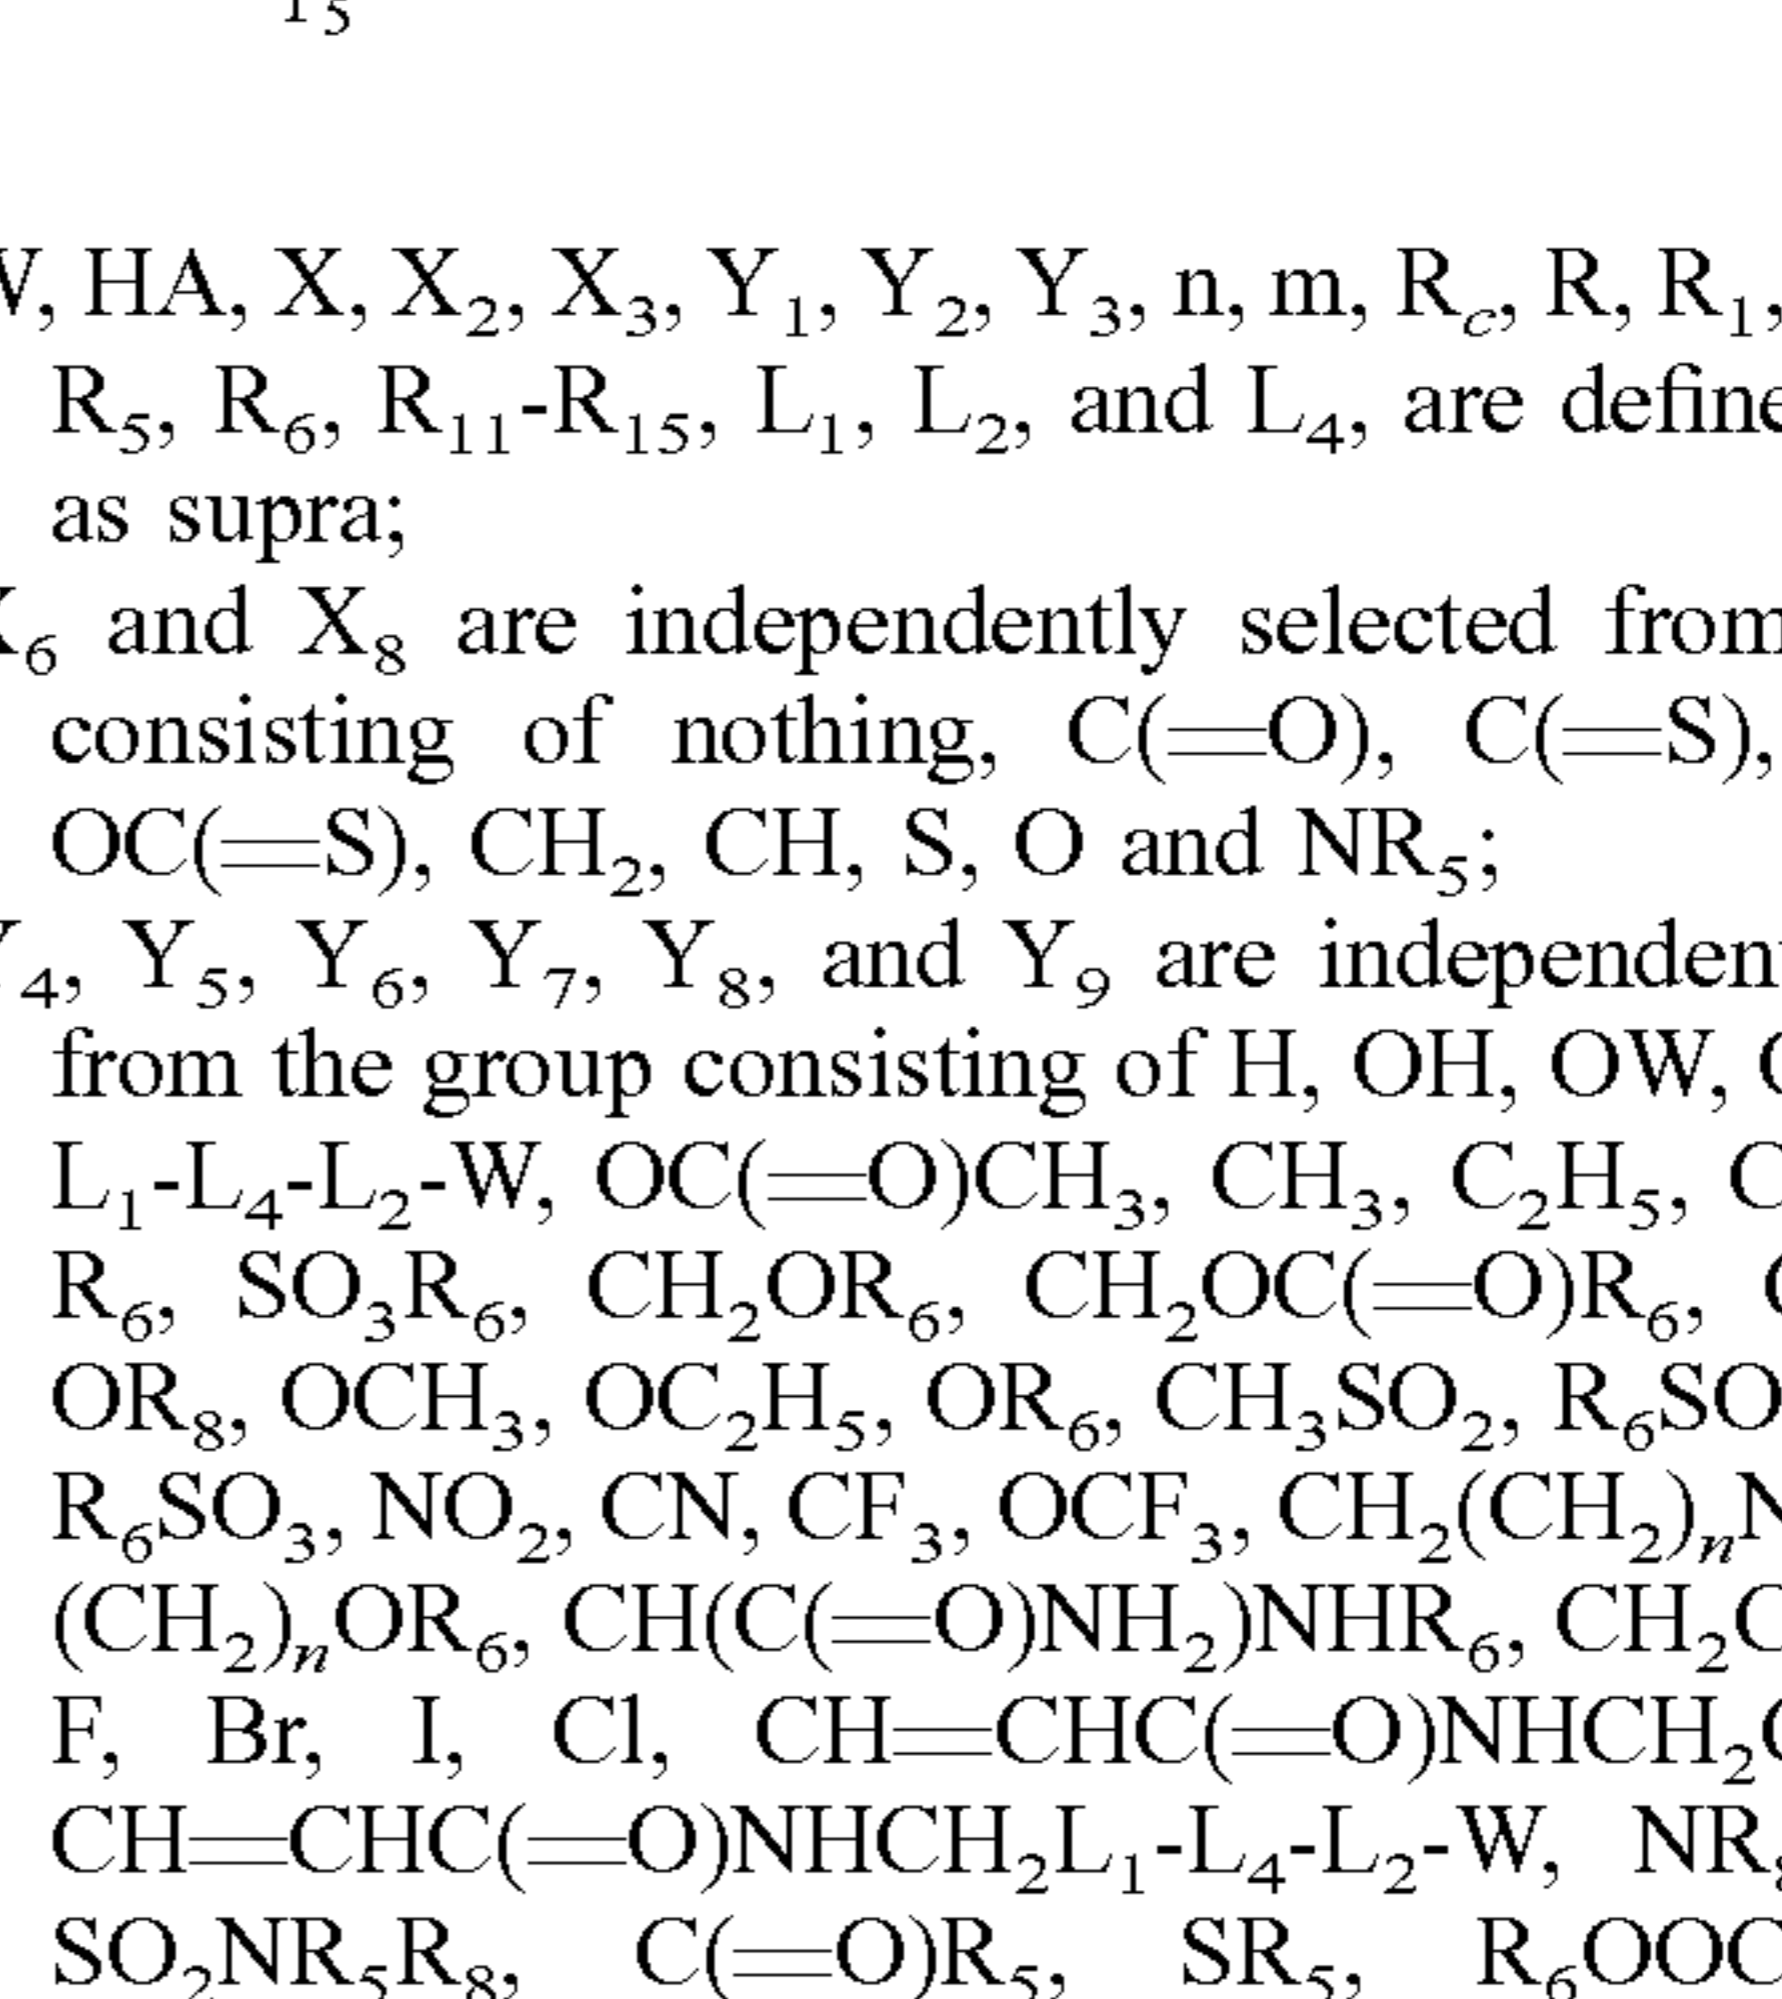 W, HA, X, X₂, X₃, Y₁, Y₂, Y₃, n, m, R_c, R, R₁,
R₅, R₆, R₁₁-R₁₅, L₁, L₂, and L₄, are define
as supra;
X₆ and X₈ are independently selected from
consisting of nothing, C(=O), C(=S),
OC(=S), CH₂, CH, S, O and NR₅;
Y₄, Y₅, Y₆, Y₇, Y₈, and Y₉ are independen
from the group consisting of H, OH, OW,
L₁-L₄-L₂-W, OC(=O)CH₃, CH₃, C₂H₅,
R₆, SO₃R₆, CH₂OR₆, CH₂OC(=O)R₆,
OR₈, OCH₃, OC₂H₅, OR₆, CH₃SO₂, R₆SO
R₆SO₃, NO₂, CN, CF₃, OCF₃, CH₂(CH₂)ₙN
(CH₂)ₙOR₆, CH(C(=O)NH₂)NHR₆, CH₂C
F, Br, I, Cl, CH=CHC(=O)NHCH₂
CH=CHC(=O)NHCH₂L₁-L₄-L₂-W, NR₈
SO₂NR₅R₈, C(=O)R₅, SR₅, R₆OOC